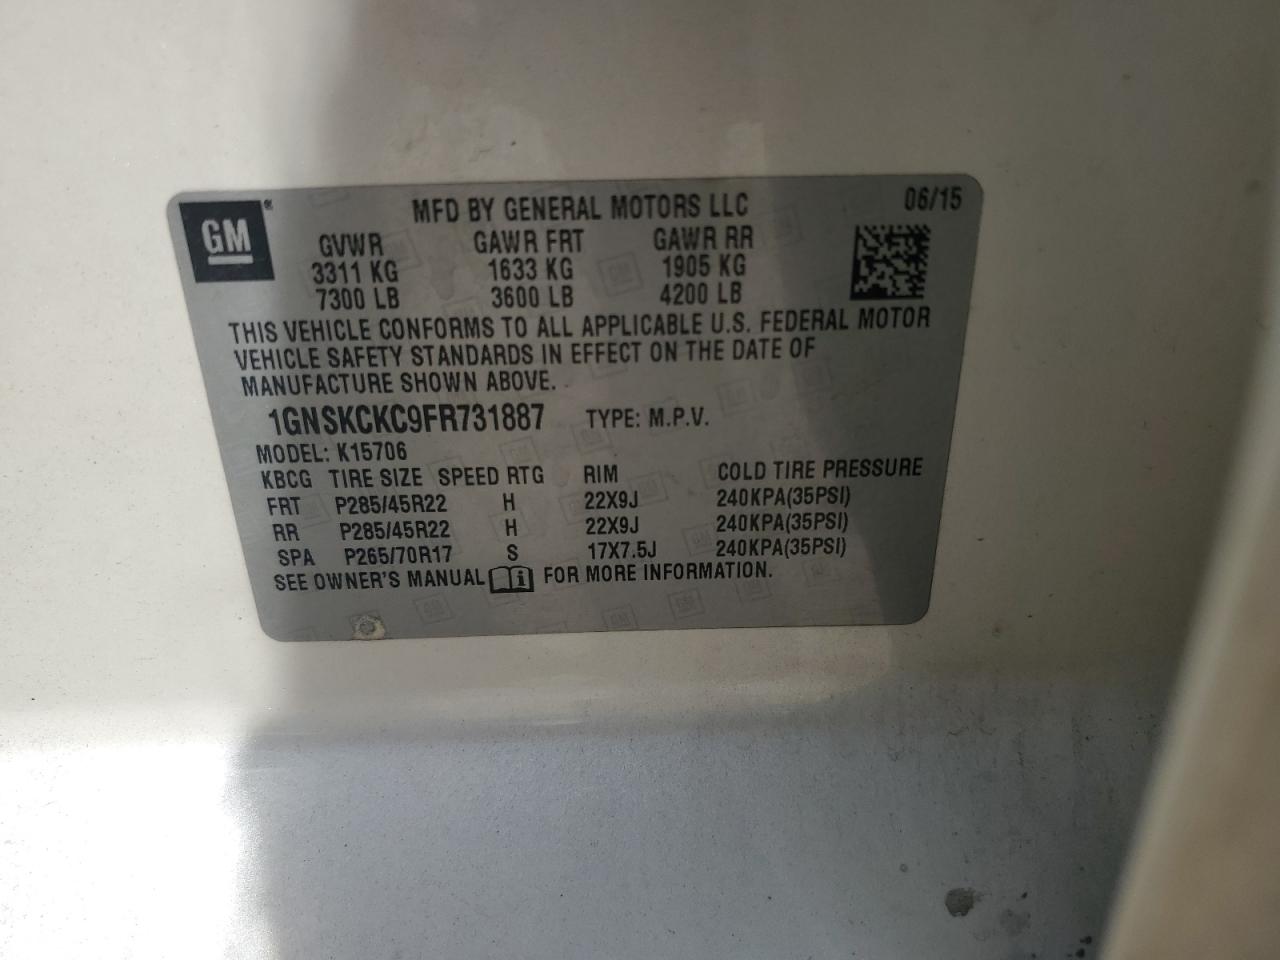 GM ® MFD BY GENERAL MOTORS LLC 06/15
GVWR GAWR FRT GAWR RR
3311 KG 1633 KG 1905 KG
7300 LB 3600 LB 4200 LB
THIS VEHICLE CONFORMS TO ALL APPLICABLE U.S. FEDERAL MOTOR
VEHICLE SAFETY STANDARDS IN EFFECT ON THE DATE OF
MANUFACTURE SHOWN ABOVE.
1GNSKCKC9FR731887 TYPE: M.P.V.
MODEL: K15706
KBCG TIRE SIZE SPEED RTG RIM COLD TIRE PRESSURE
FRT P285/45R22 H 22X9J 240KPA(35PSI)
RR P285/45R22 H 22X9J 240KPA(35PSI)
SPA P265/70R17 S 17X7.5J 240KPA(35PSI)
SEE OWNER'S MANUAL i FOR MORE INFORMATION.